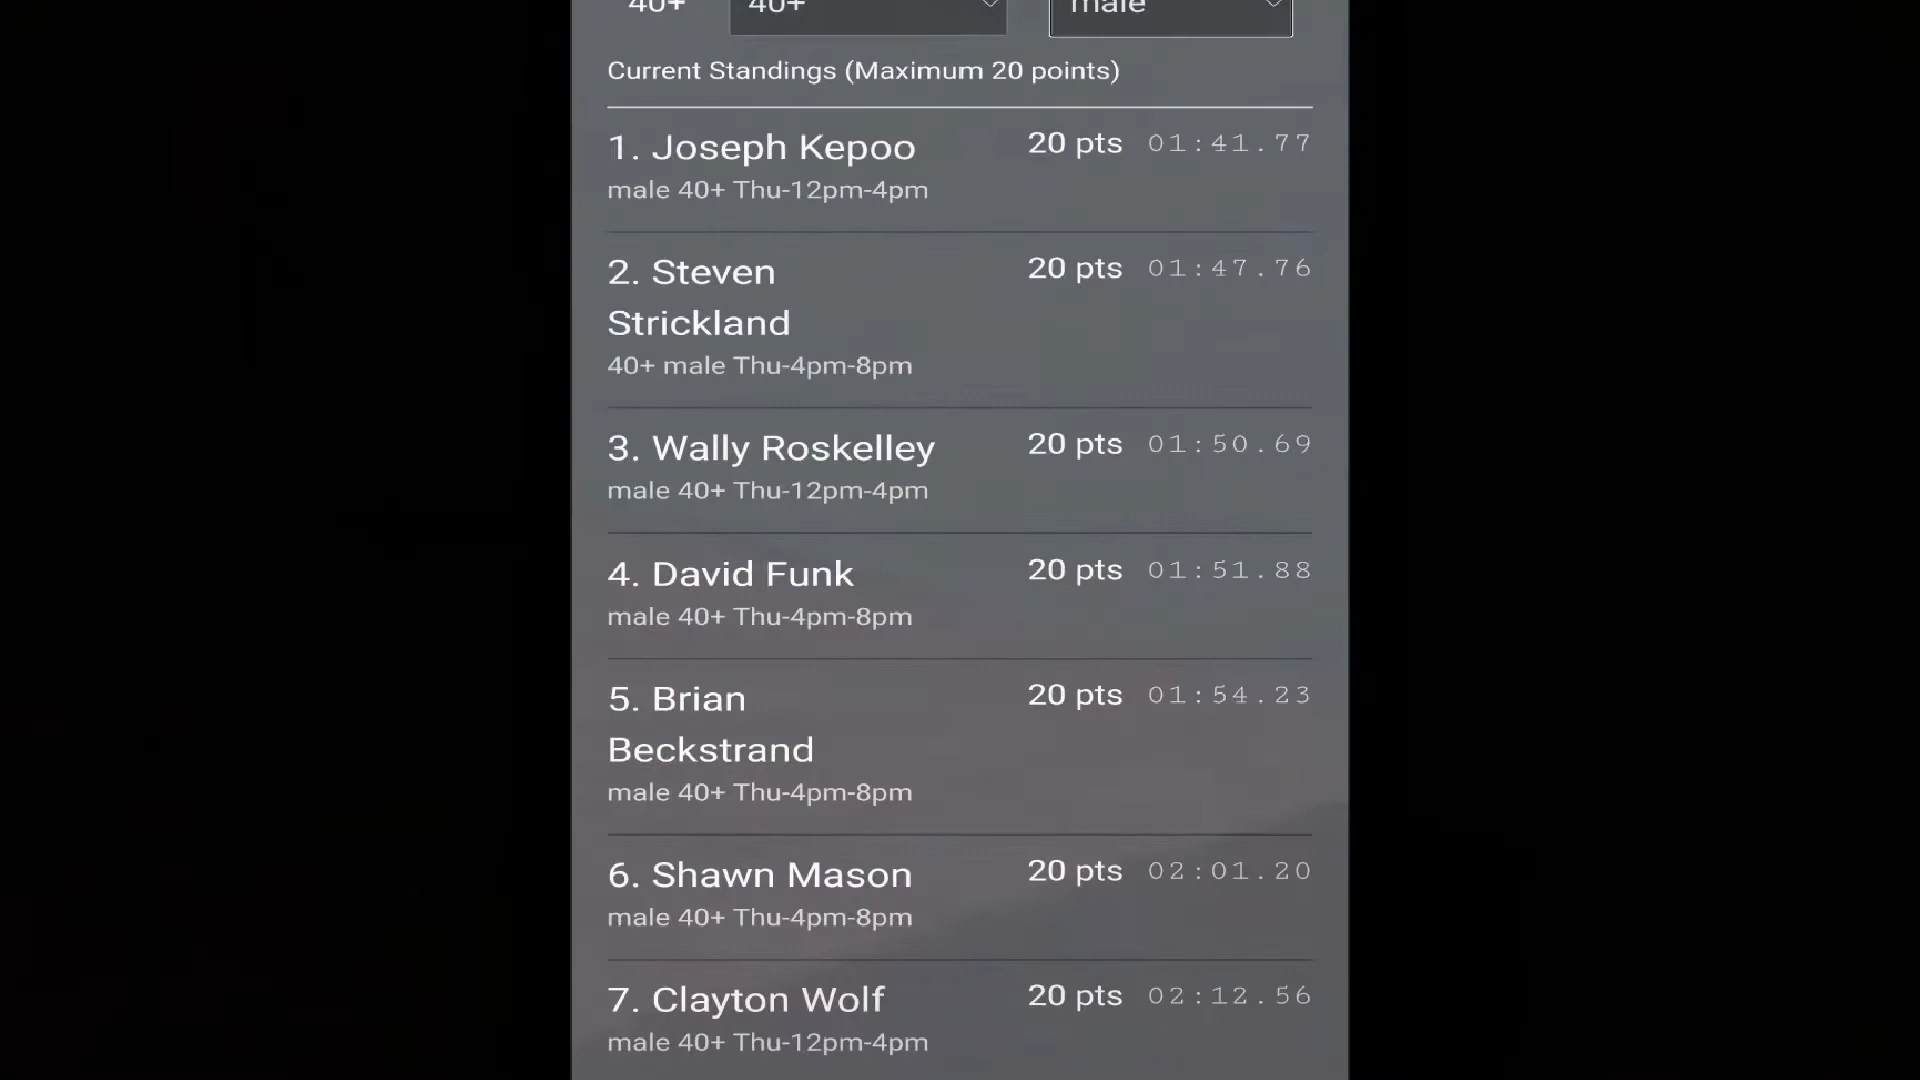 40+ 40+ male
Current Standings (Maximum 20 points)
1. Joseph Kepoo 20 pts 01:41.77
male 40+ Thu-12pm-4pm
2. Steven 20 pts 01:47.76
Strickland
40+ male Thu-4pm-8pm
3. Wally Roskelley 20 pts 01:50.69
male 40+ Thu-12pm-4pm
4. David Funk 20 pts 01:51.88
male 40+ Thu-4pm-8pm
5. Brian 20 pts 01:54.23
Beckstrand
male 40+ Thu-4pm-8pm
6. Shawn Mason 20 pts 02:01.20
male 40+ Thu-4pm-8pm
7. Clayton Wolf 20 pts 02:12.56
male 40+ Thu-12pm-4pm